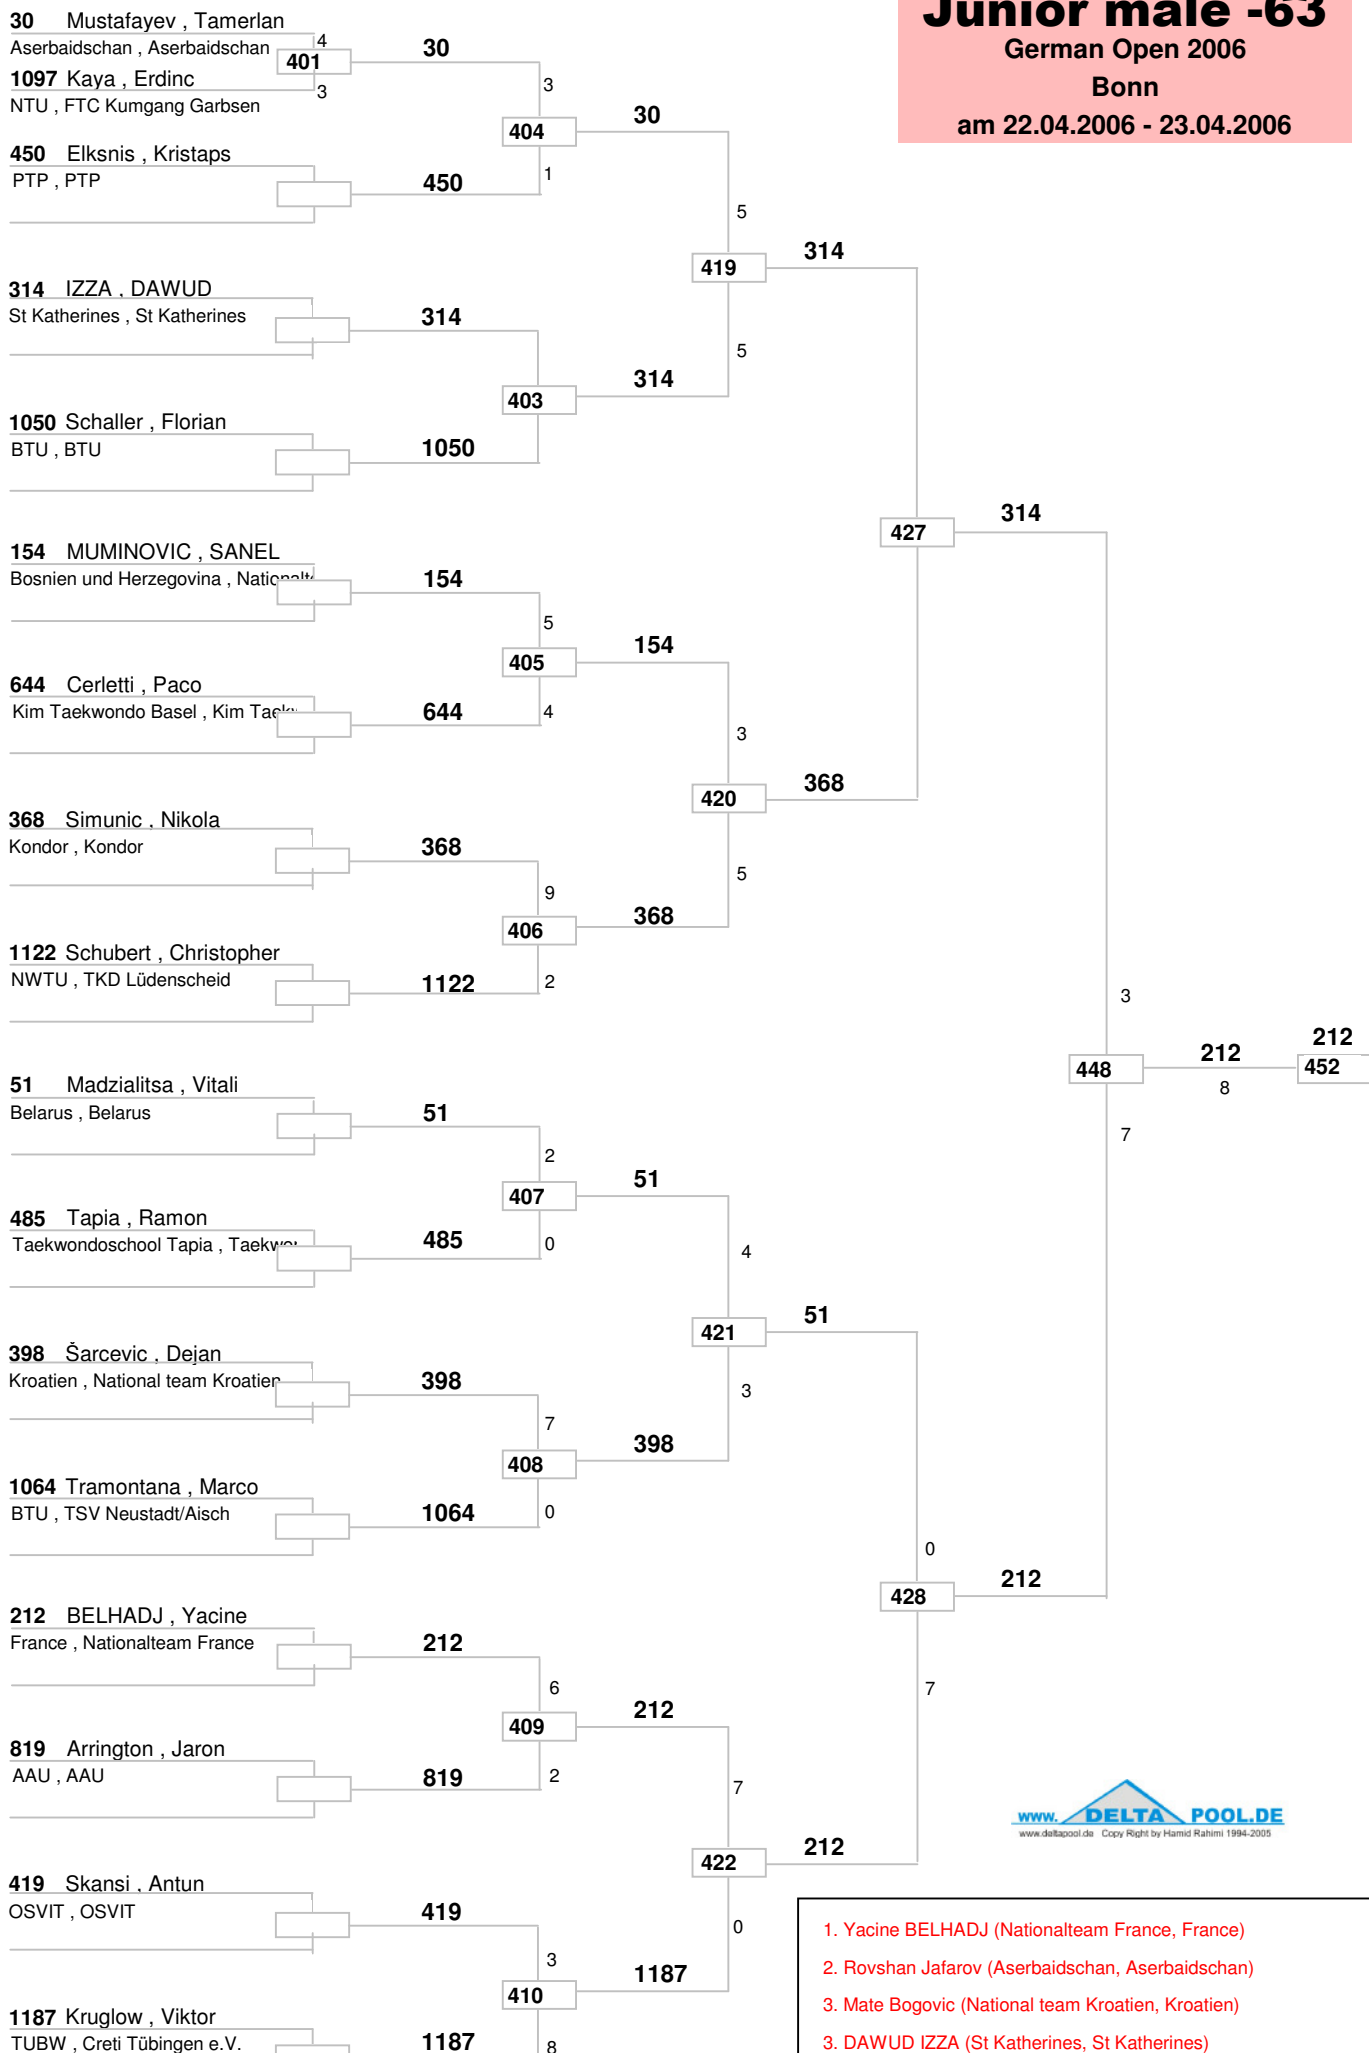 Junior male -63
German Open 2006
Bonn
am 22.04.2006 - 23.04.2006
30 Mustafayev , Tamerlan
4
Aserbaidschan , Aserbaidschan
401
30
1097 Kaya , Erdinc
3
3
NTU , FTC Kumgang Garbsen
404
30
450 Elksnis , Kristaps
PTP , PTP
450
1
5
419
314
314 IZZA , DAWUD
St Katherines , St Katherines
314
5
403
314
1050 Schaller , Florian
BTU , BTU
1050
427
314
154 MUMINOVIC , SANEL
Bosnien und Herzegovina ,
154
5
405
154
644 Cerletti , Paco
Kim Taekwondo Basel , Kim
644
4
3
420
368
368 Simunic , Nikola
Kondor , Kondor
368
5
9
406
368
1122 Schubert , Christopher
NWTU , TKD Lüdenscheid
1122
2
3
448
212
8
212
452
7
51 Madzialitsa , Vitali
Belarus , Belarus
51
2
407
51
485 Tapia , Ramon
Taekwondoschool Tapia ,
485
0
4
421
51
398 Šarcevic , Dejan
Kroatien , National team Kroatien
398
3
7
408
398
1064 Tramontana , Marco
BTU , TSV Neustadt/Aisch
1064
0
0
428
212
212 BELHADJ , Yacine
France , Nationalteam France
212
7
6
409
212
819 Arrington , Jaron
AAU , AAU
819
2
7
www. DELTA POOL.DE
www.deltapool.de Copy Right by Hamid Rahimi 1994-2005
422
212
419 Skansi , Antun
OSVIT , OSVIT
419
0
3
410
1187
1187 Kruglow , Viktor
TUBW , Creti Tübingen e.V.
1187
8
1. Yacine BELHADJ (Nationalteam France, France)
2. Rovshan Jafarov (Aserbaidschan, Aserbaidschan)
3. Mate Bogovic (National team Kroatien, Kroatien)
3. DAWUD IZZA (St Katherines, St Katherines)